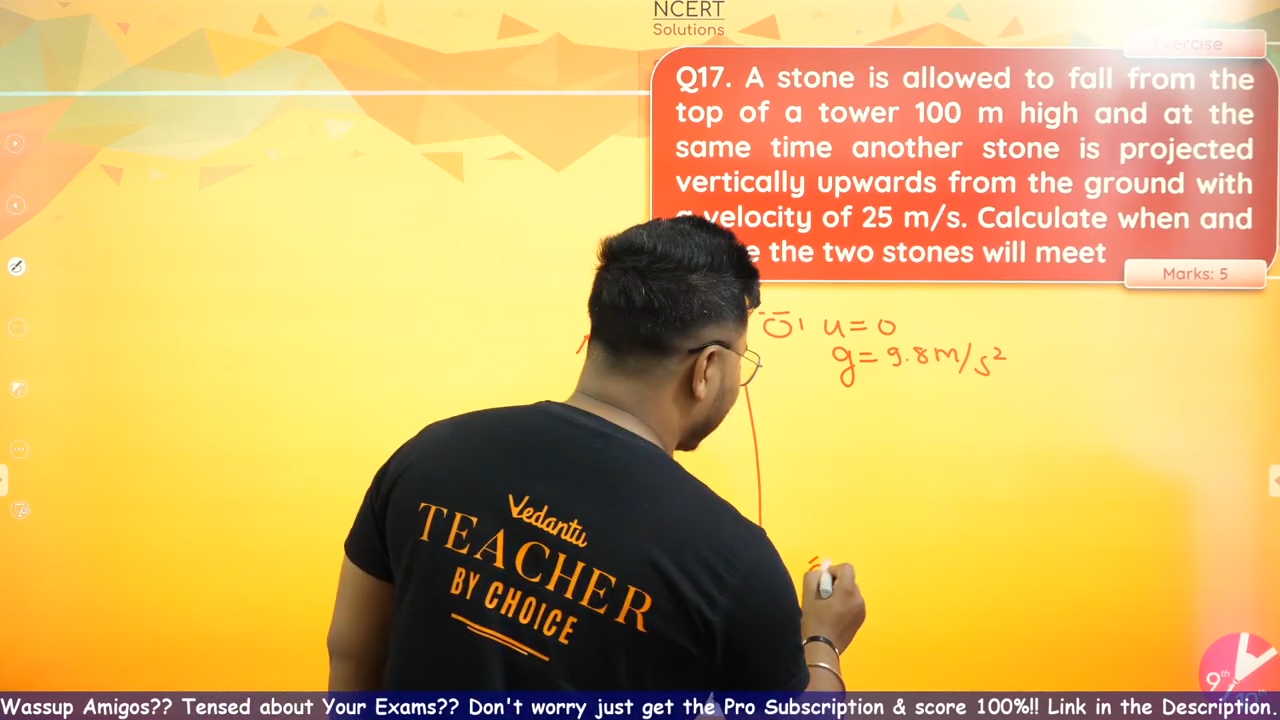 NCERT
Solutions
Exercise
Q17. A stone is allowed to fall from the
top of a tower 100 m high and at the
same time another stone is projected
vertically upwards from the ground with
velocity of 25 m/s. Calculate when and
the two stones will meet
Marks: 5
u = 0
g = 9.8 m/s²
Vedantu
TEACHER
BY CHOICE
9th
Wassup Amigos?? Tensed about Your Exams?? Don't worry just get the Pro Subscription & score 100%!! Link in the Description.